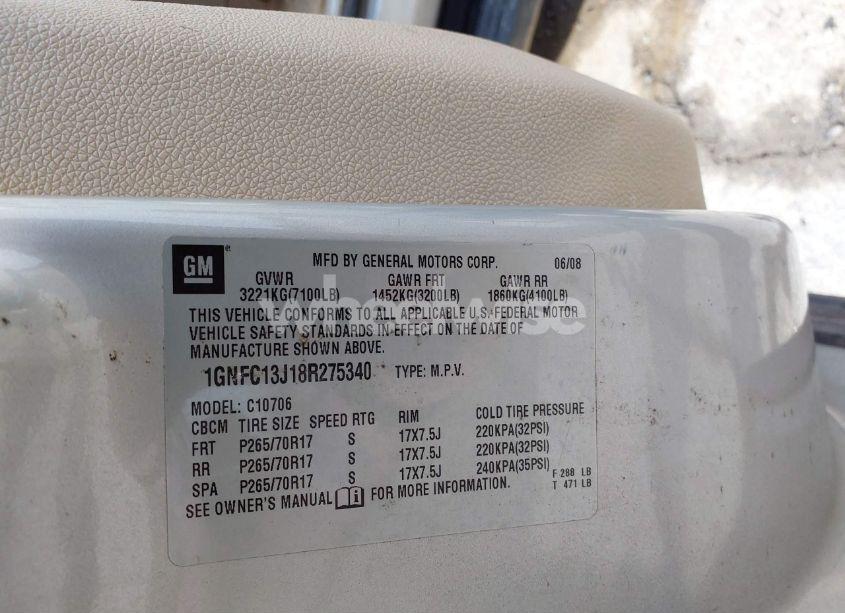 GM
MFD BY GENERAL MOTORS CORP. 06/08
GVWR GAWR FRT GAWR RR
3221KG(7100LB) 1452KG(3200LB) 1860KG(4100LB)
THIS VEHICLE CONFORMS TO ALL APPLICABLE U.S. FEDERAL MOTOR
VEHICLE SAFETY STANDARDS IN EFFECT ON THE DATE OF
MANUFACTURE SHOWN ABOVE.
1GNFC13J18R275340 TYPE: M.P.V.
MODEL: C10706
CBCM TIRE SIZE SPEED RTG RIM COLD TIRE PRESSURE
FRT P265/70R17 S 17X7.5J 220KPA(32PSI)
RR P265/70R17 S 17X7.5J 220KPA(32PSI)
SPA P265/70R17 S 17X7.5J 240KPA(35PSI)
F 288 LB
T 471 LB
SEE OWNER'S MANUAL FOR MORE INFORMATION.